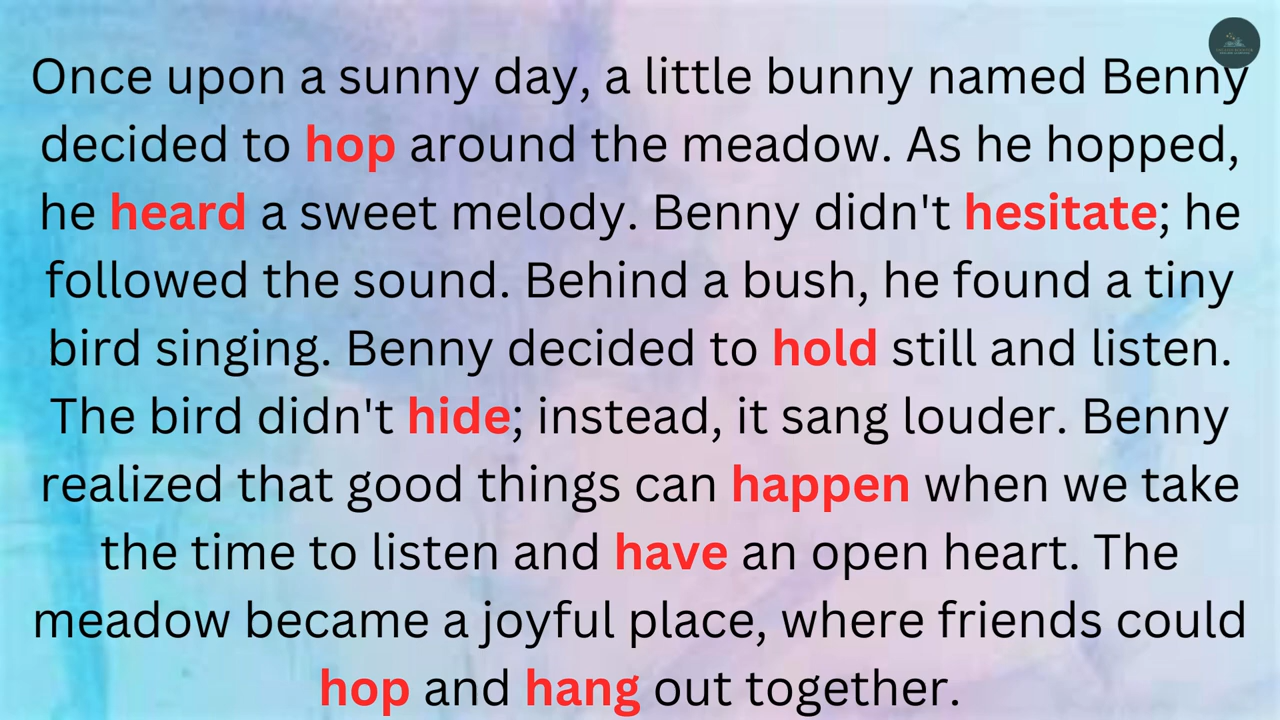 Once upon a sunny day, a little bunny named Benny
decided to hop around the meadow. As he hopped,
he heard a sweet melody. Benny didn't hesitate; he
followed the sound. Behind a bush, he found a tiny
bird singing. Benny decided to hold still and listen.
The bird didn't hide; instead, it sang louder. Benny
realized that good things can happen when we take
the time to listen and have an open heart. The
meadow became a joyful place, where friends could
hop and hang out together.